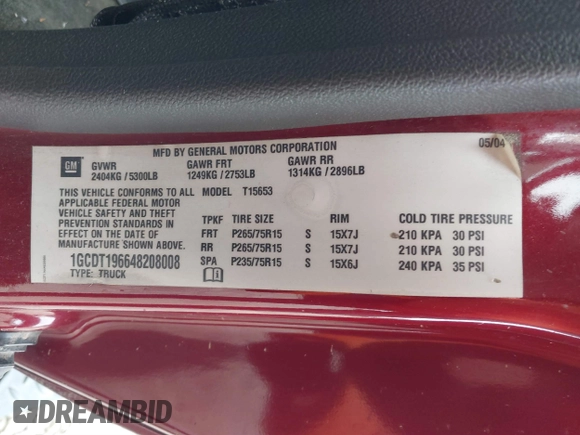 MFD BY GENERAL MOTORS CORPORATION 05/04
GM GVWR GAWR FRT GAWR RR
2404KG / 5300LB 1249KG / 2753LB 1314KG / 2896LB
THIS VEHICLE CONFORMS TO ALL MODEL T15653
APPLICABLE FEDERAL MOTOR
VEHICLE SAFETY AND THEFT
PREVENTION STANDARDS IN
EFFECT ON THE DATE OF
MANUFACTURE SHOWN ABOVE.
1GCDT196648208008
TYPE: TRUCK
TPKF TIRE SIZE RIM COLD TIRE PRESSURE
FRT P265/75R15 S 15X7J 210 KPA 30 PSI
RR P265/75R15 S 15X7J 210 KPA 30 PSI
SPA P235/75R15 S 15X6J 240 KPA 35 PSI
DREAMBID